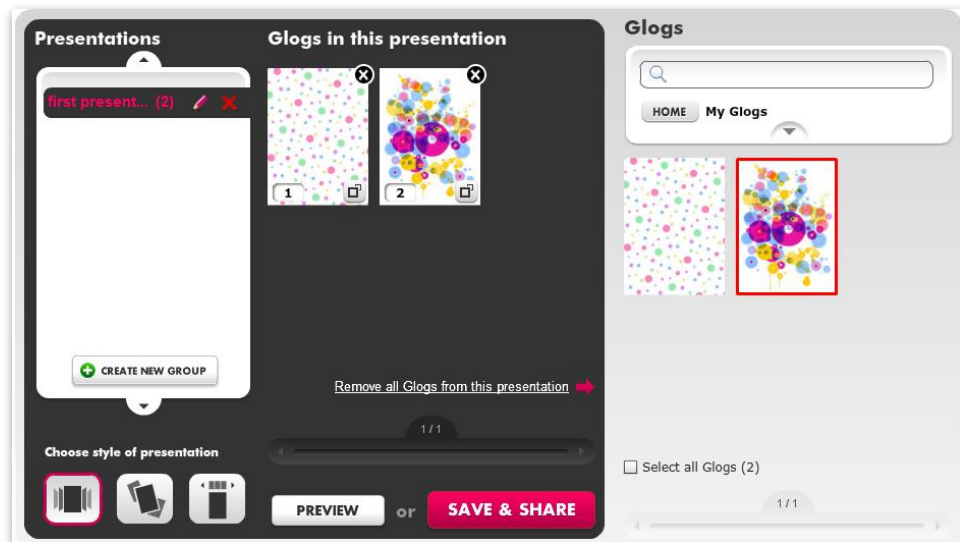 Presentations
first present... (2)
CREATE NEW GROUP
Choose style of presentation
Glogs in this presentation
1
2
Remove all Glogs from this presentation
1/1
PREVIEW or SAVE & SHARE
Glogs
HOME My Glogs
Select all Glogs (2)
1/1